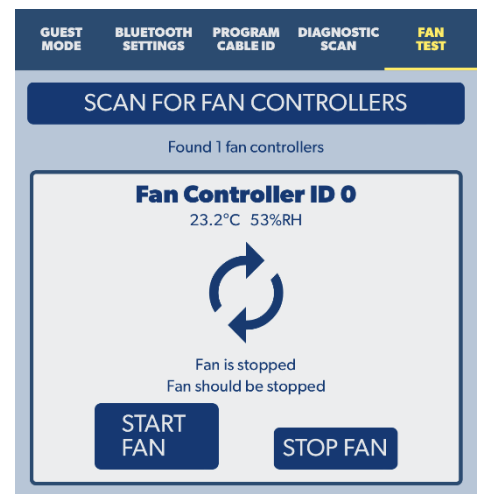 GUEST MODE
BLUETOOTH SETTINGS
PROGRAM CABLE ID
DIAGNOSTIC SCAN
FAN TEST
SCAN FOR FAN CONTROLLERS
Found 1 fan controllers
Fan Controller ID 0
23.2°C 53%RH
Fan is stopped
Fan should be stopped
START
FAN
STOP FAN